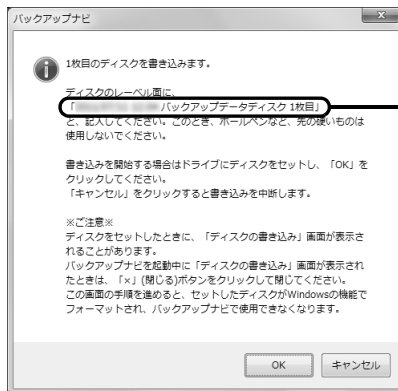 バックアップナビ
1枚目のディスクを書き込みます。
ディスクのレーベル面に、
「 バックアップデータディスク 1枚目」
と、記入してください。このとき、ボールペンなど、先の硬いものは
使用しないでください。
書き込みを開始する場合はドライブにディスクをセットし、「OK」を
クリックしてください。
「キャンセル」をクリックすると書き込みを中断します。
※ご注意※
ディスクをセットしたときに、「ディスクの書き込み」画面が表示さ
れることがあります。
バックアップナビを起動中に「ディスクの書き込み」画面が表示され
たときは、「×」(閉じる)ボタンをクリックして閉じてください。
この画面の手順を進めると、セットしたディスクがWindowsの機能で
フォーマットされ、バックアップナビで使用できなくなります。
OK
キャンセル